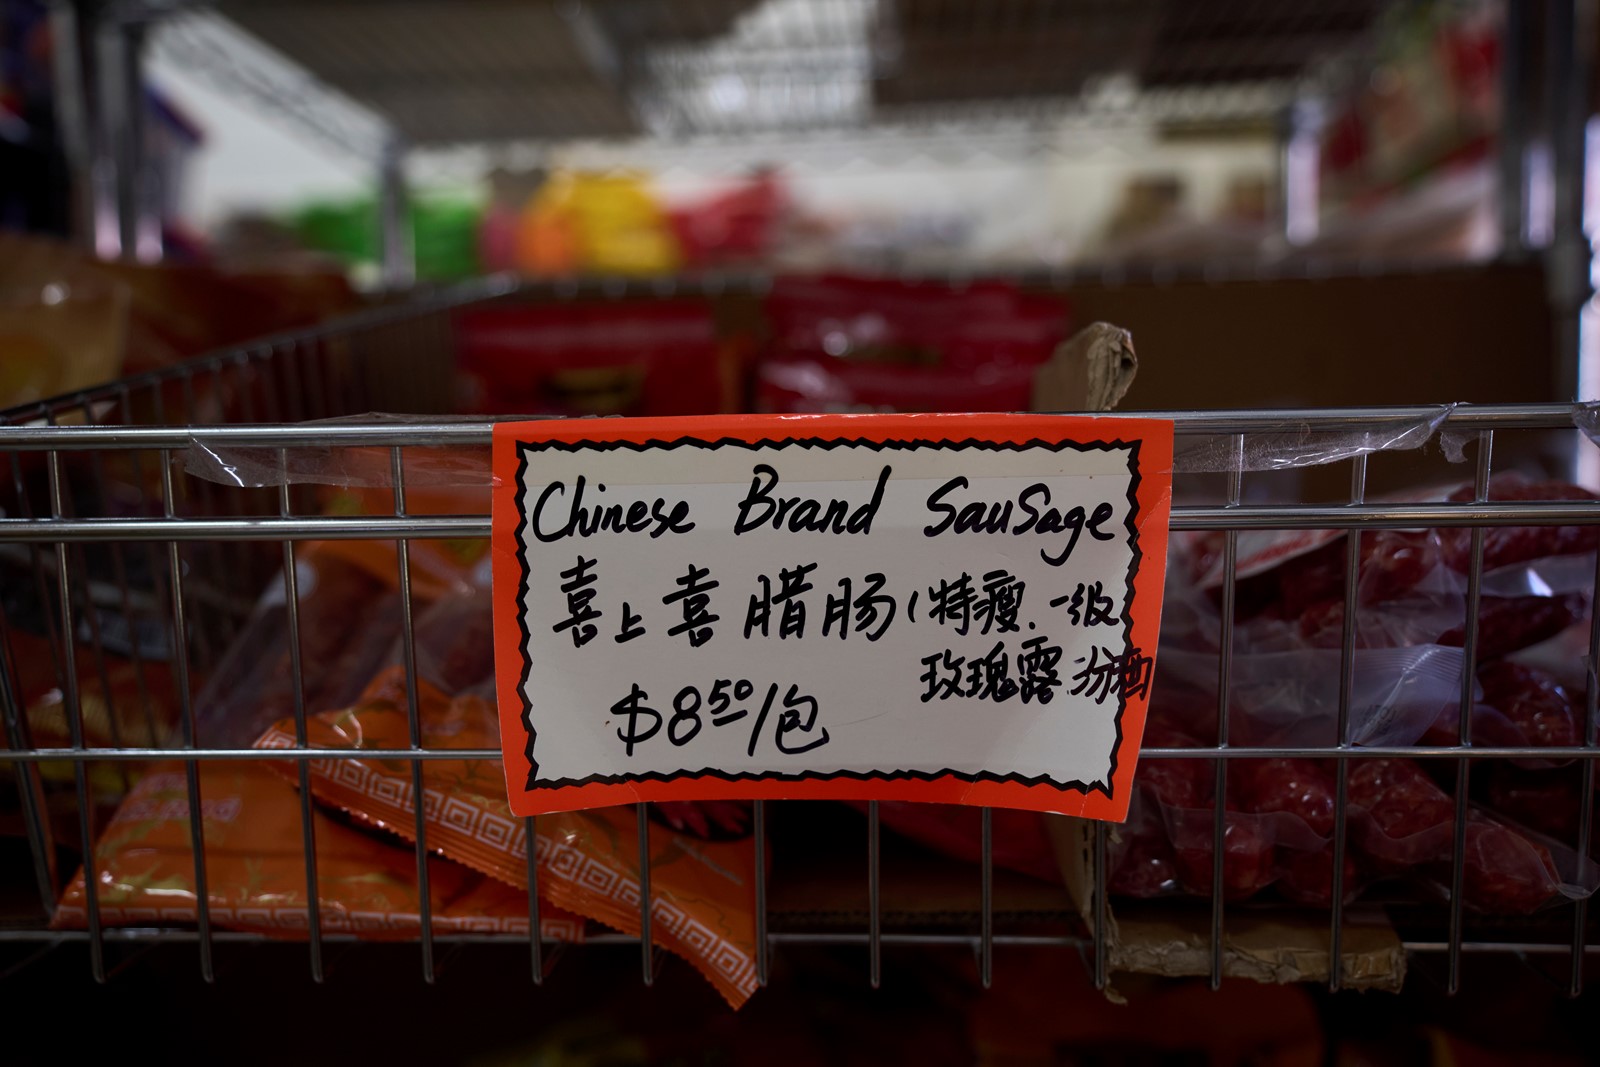 Chinese Brand Sausage
喜上喜腊肠(特瘦.一级
玫瑰露.汾酒
$8.50/包